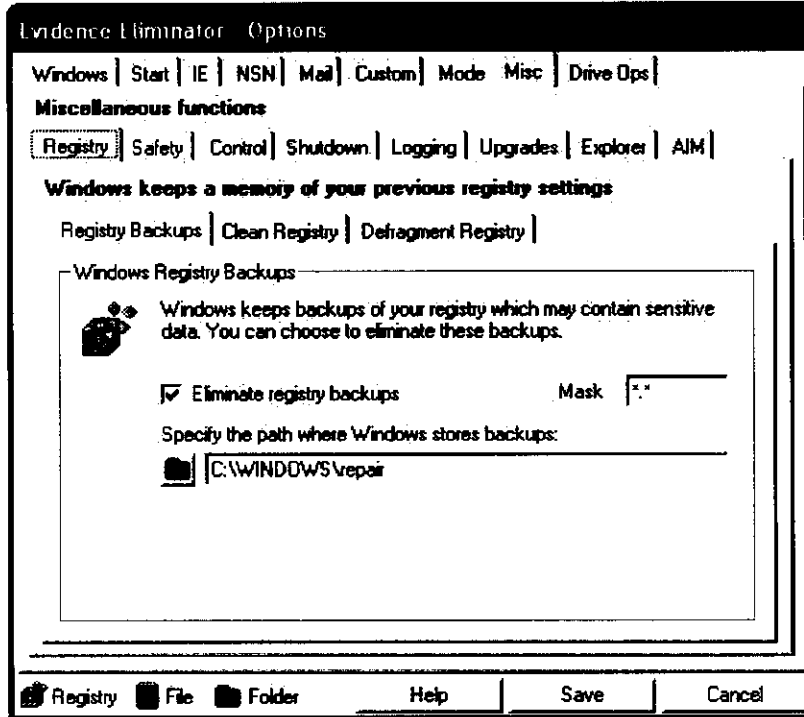 Evidence Eliminator Options
Windows Start IE NSN Mail Custom Mode Misc Drive Ops
Miscellaneous functions
Registry Safety Control Shutdown Logging Upgrades Explorer AIM
Windows keeps a memory of your previous registry settings
Registry Backups Clean Registry Defragment Registry
Windows Registry Backups
Windows keeps backups of your registry which may contain sensitive
data. You can choose to eliminate these backups.
Eliminate registry backups Mask *.*
Specify the path where Windows stores backups:
C:\WINDOWS\repair
Registry File Folder Help Save Cancel